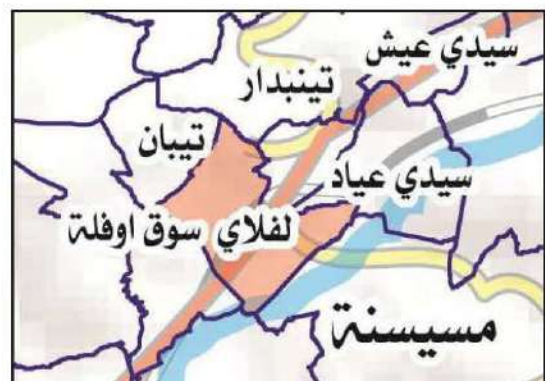 سيدي عيش
تينبدار
تيبان
سيدي عياد
لفلاي سوق اوفلة
مسيسنة